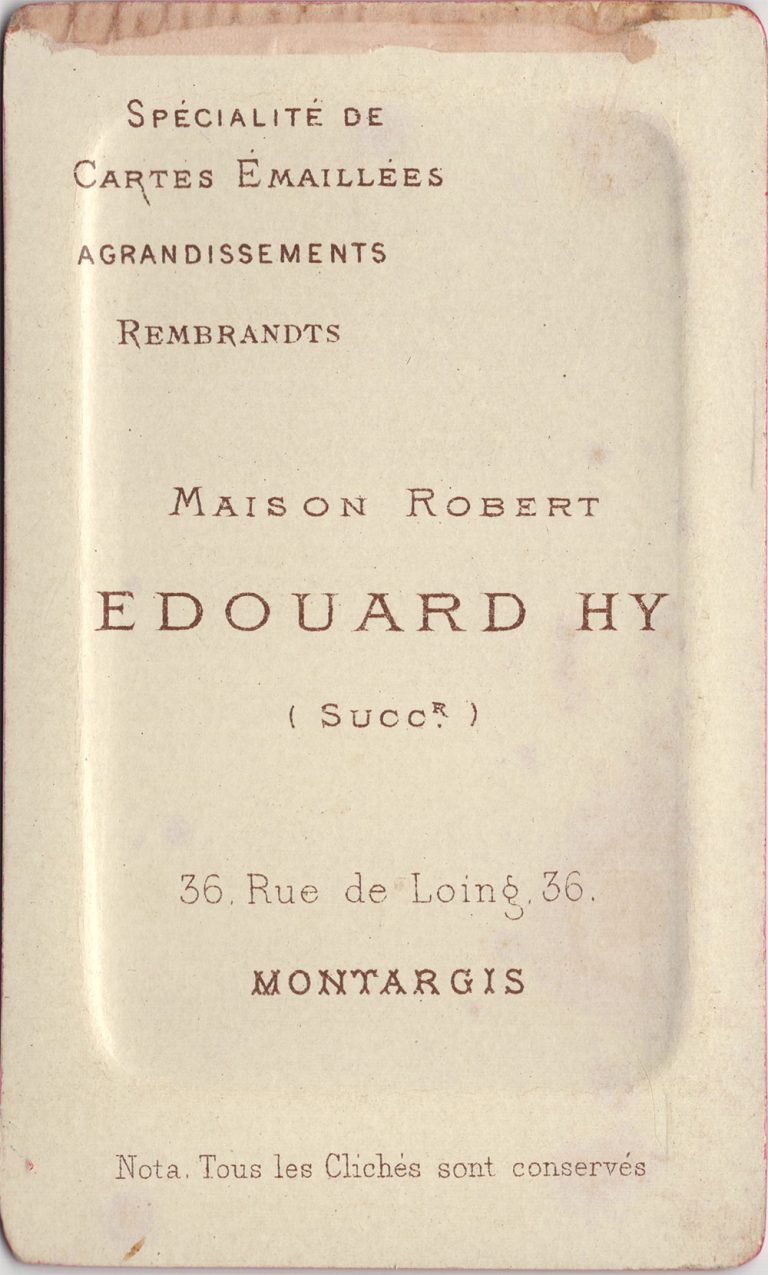 SPÉCIALITÉ DE
CARTES ÉMAILLÉES
AGRANDISSEMENTS
REMBRANDTS
MAISON ROBERT
EDOUARD HY
( SUCCR. )
36, Rue de Loing, 36.
MONTARGIS
Nota. Tous les Clichés sont conservés